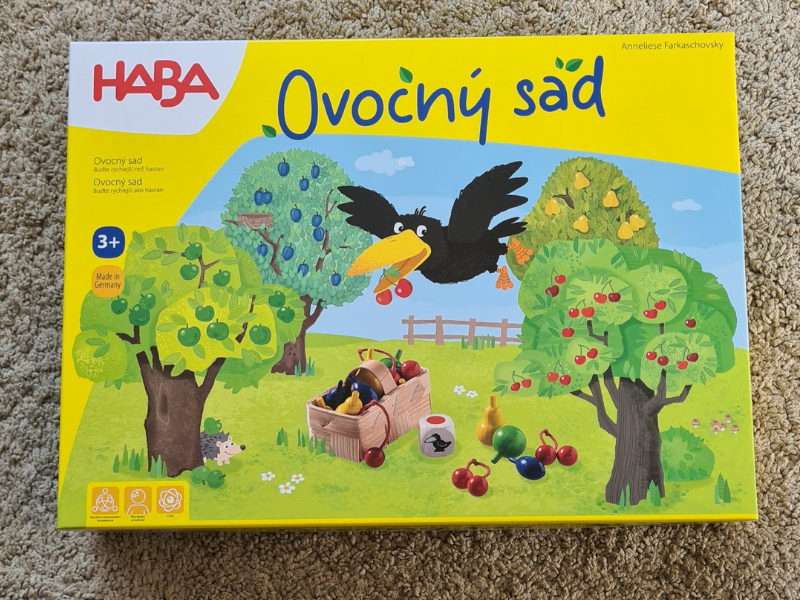 Anneliese Farkaschovsky
HABA
Ovocný sad
Ovocný sad
Buďte rychlejší než havran
Ovocný sad
Buďte rýchlejší ako havran
3+
Made in
Germany